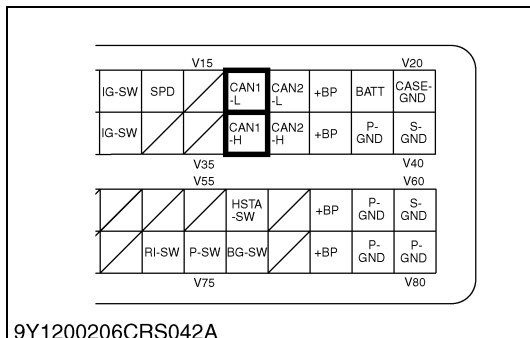 V15 V20
IG-SW SPD CAN1 -L CAN2 -L +BP BATT CASE- GND
IG-SW CAN1 -H CAN2 -H +BP P- GND S- GND
V35 V40
V55 V60
HSTA -SW +BP P- GND S- GND
RI-SW P-SW BG-SW +BP P- GND P- GND
V75 V80
9Y1200206CRS042A